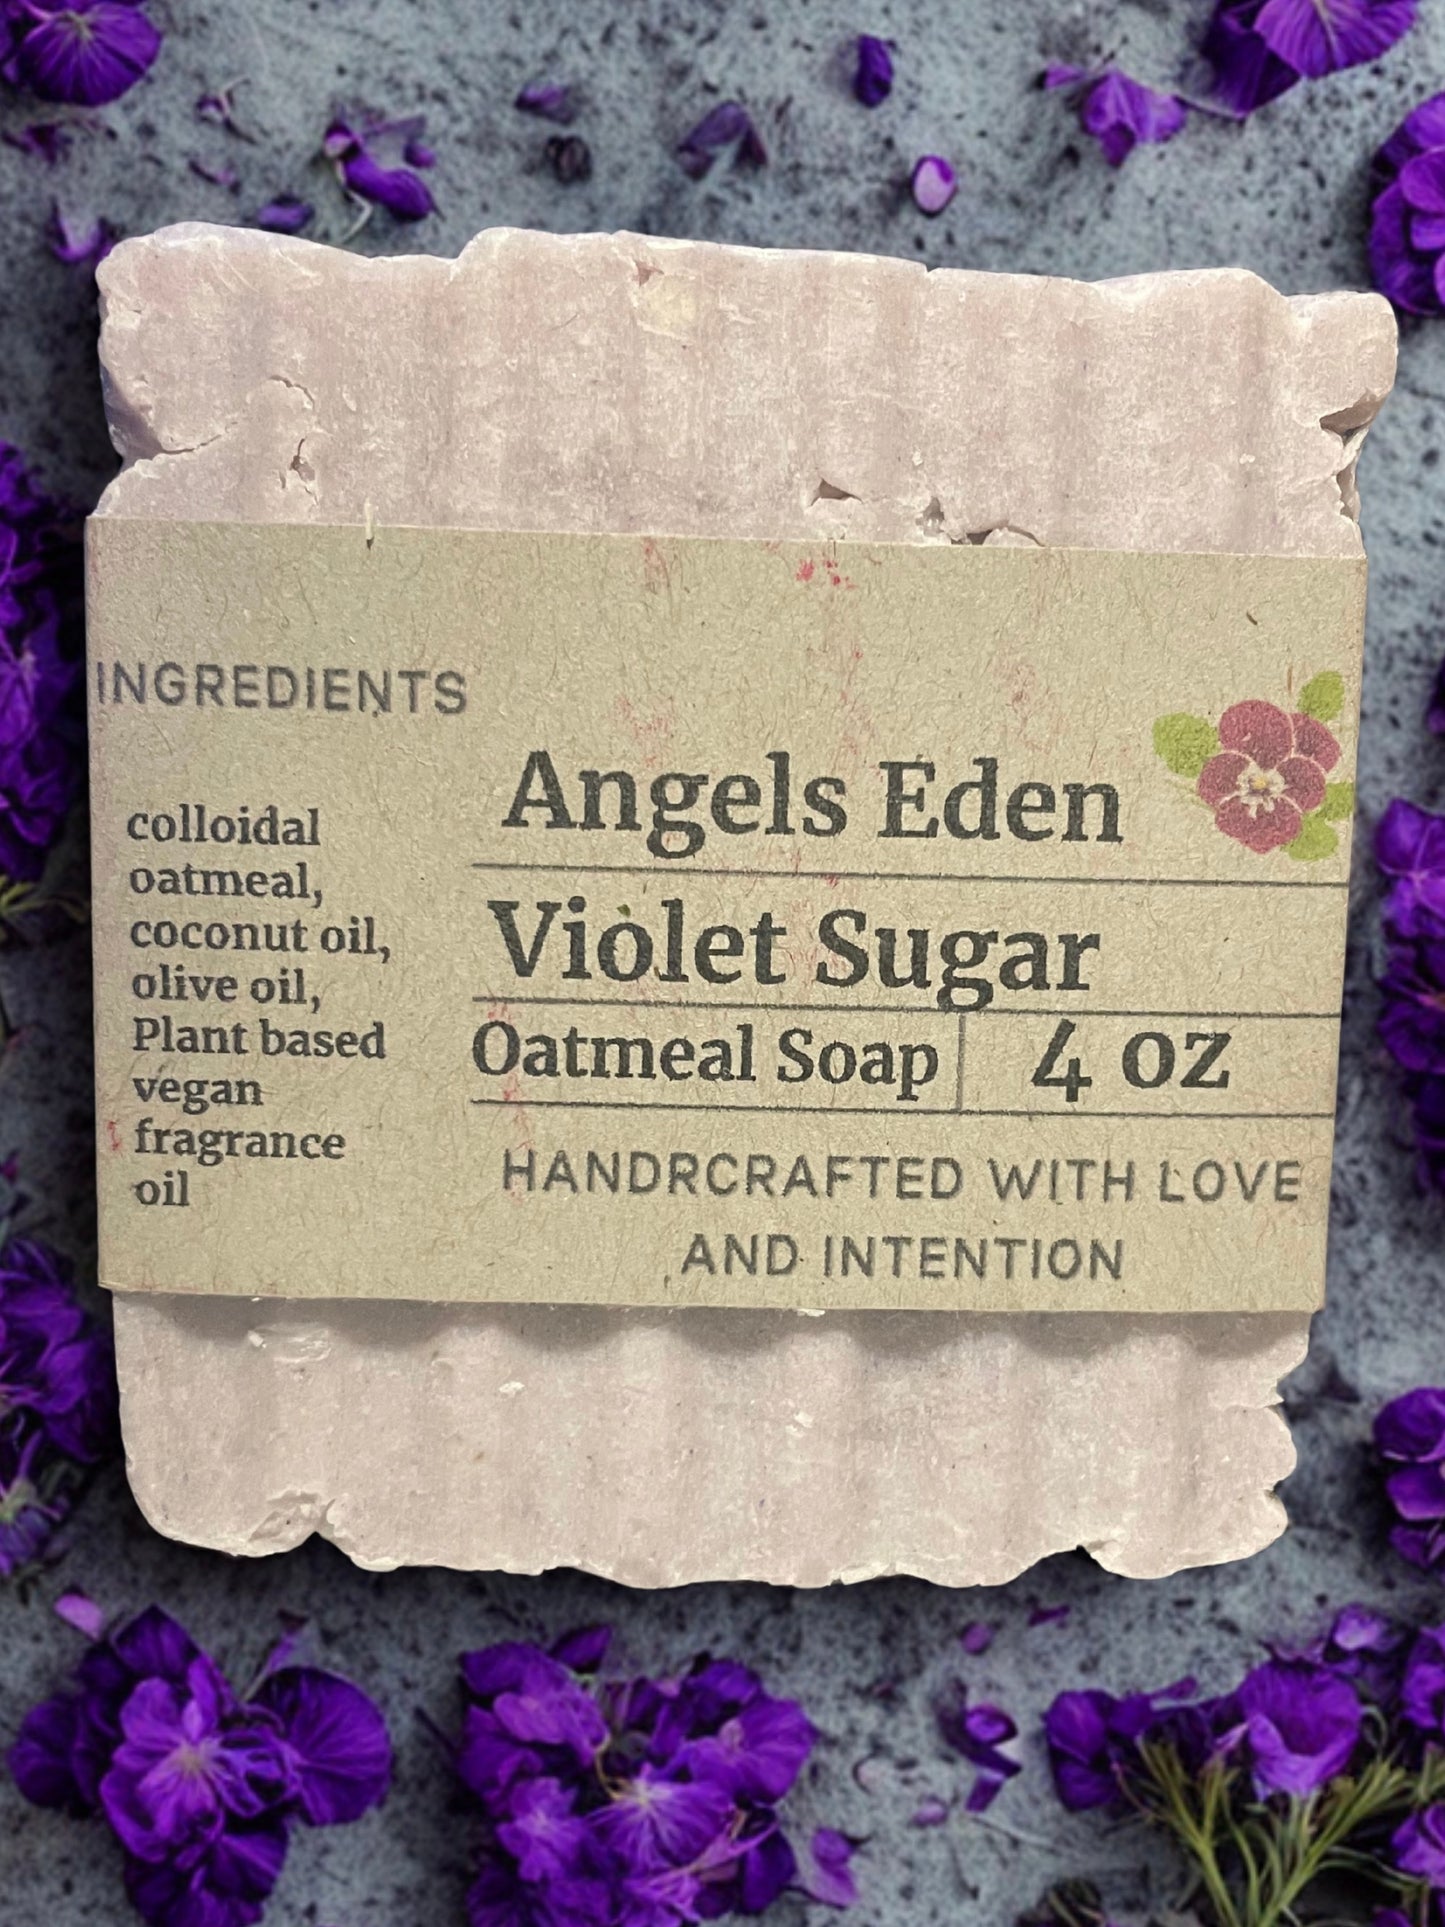 INGREDIENTS
colloidal
oatmeal,
coconut oil,
olive oil,
Plant based
vegan
fragrance
oil
Angels Eden
Violet Sugar
Oatmeal Soap
4 oz
HANDRCRAFTED WITH LOVE
AND INTENTION